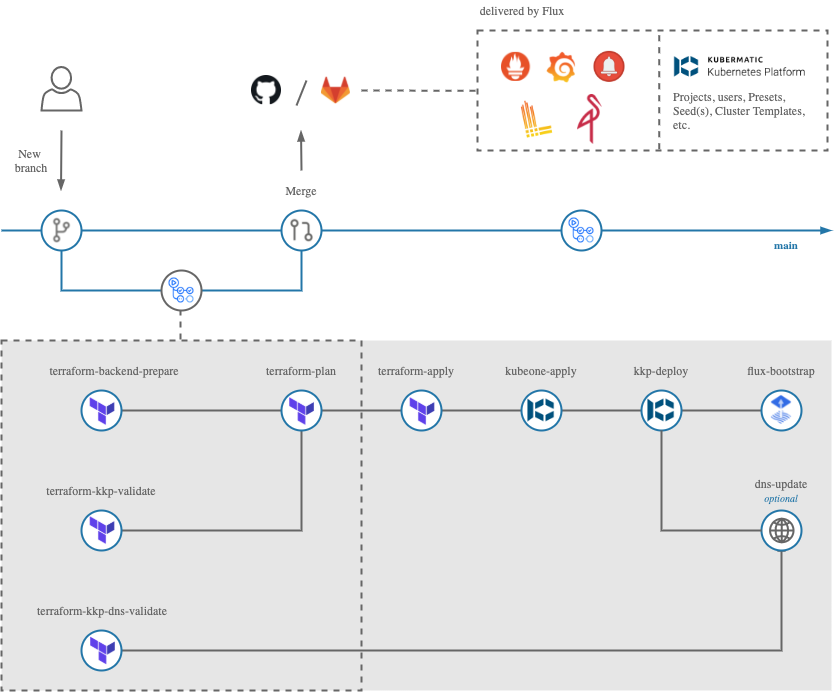 delivered by Flux
KUBERMATIC
Kubernetes Platform
Projects, users, Presets,
Seed(s), Cluster Templates,
etc.
New
branch
Merge
main
terraform-backend-prepare
terraform-plan
terraform-apply
kubeone-apply
kkp-deploy
flux-bootstrap
terraform-kkp-validate
dns-update
optional
terraform-kkp-dns-validate